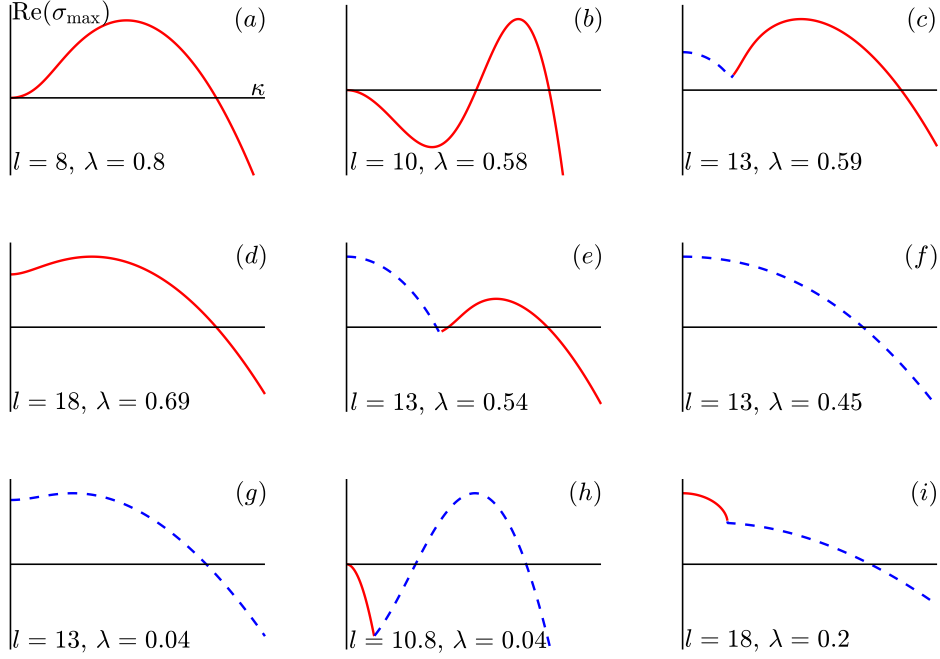 Re(σmax) (a)
κ
l = 8, λ = 0.8
(b)
l = 10, λ = 0.58
(c)
l = 13, λ = 0.59
(d)
l = 18, λ = 0.69
(e)
l = 13, λ = 0.54
(f)
l = 13, λ = 0.45
(g)
l = 13, λ = 0.04
(h)
l = 10.8, λ = 0.04
(i)
l = 18, λ = 0.2